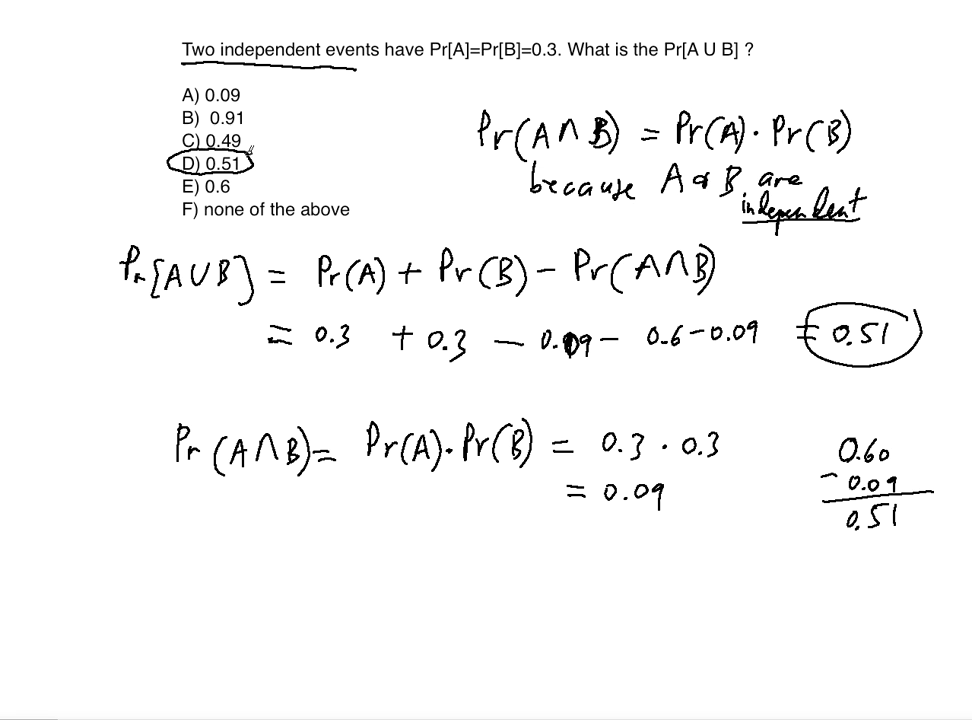 Two independent events have Pr[A]=Pr[B]=0.3. What is the Pr[A U B] ?
A) 0.09
B) 0.91
C) 0.49
D) 0.51
E) 0.6
F) none of the above
Pr(A∩B) = Pr(A)·Pr(B)
because A & B are
independent
Pr[A∪B] = Pr(A) + Pr(B) - Pr(A∩B)
= 0.3 + 0.3 - 0.09 = 0.6-0.09 = 0.51
Pr(A∩B) = Pr(A)·Pr(B) = 0.3 · 0.3
= 0.09
0.60
- 0.09
0.51